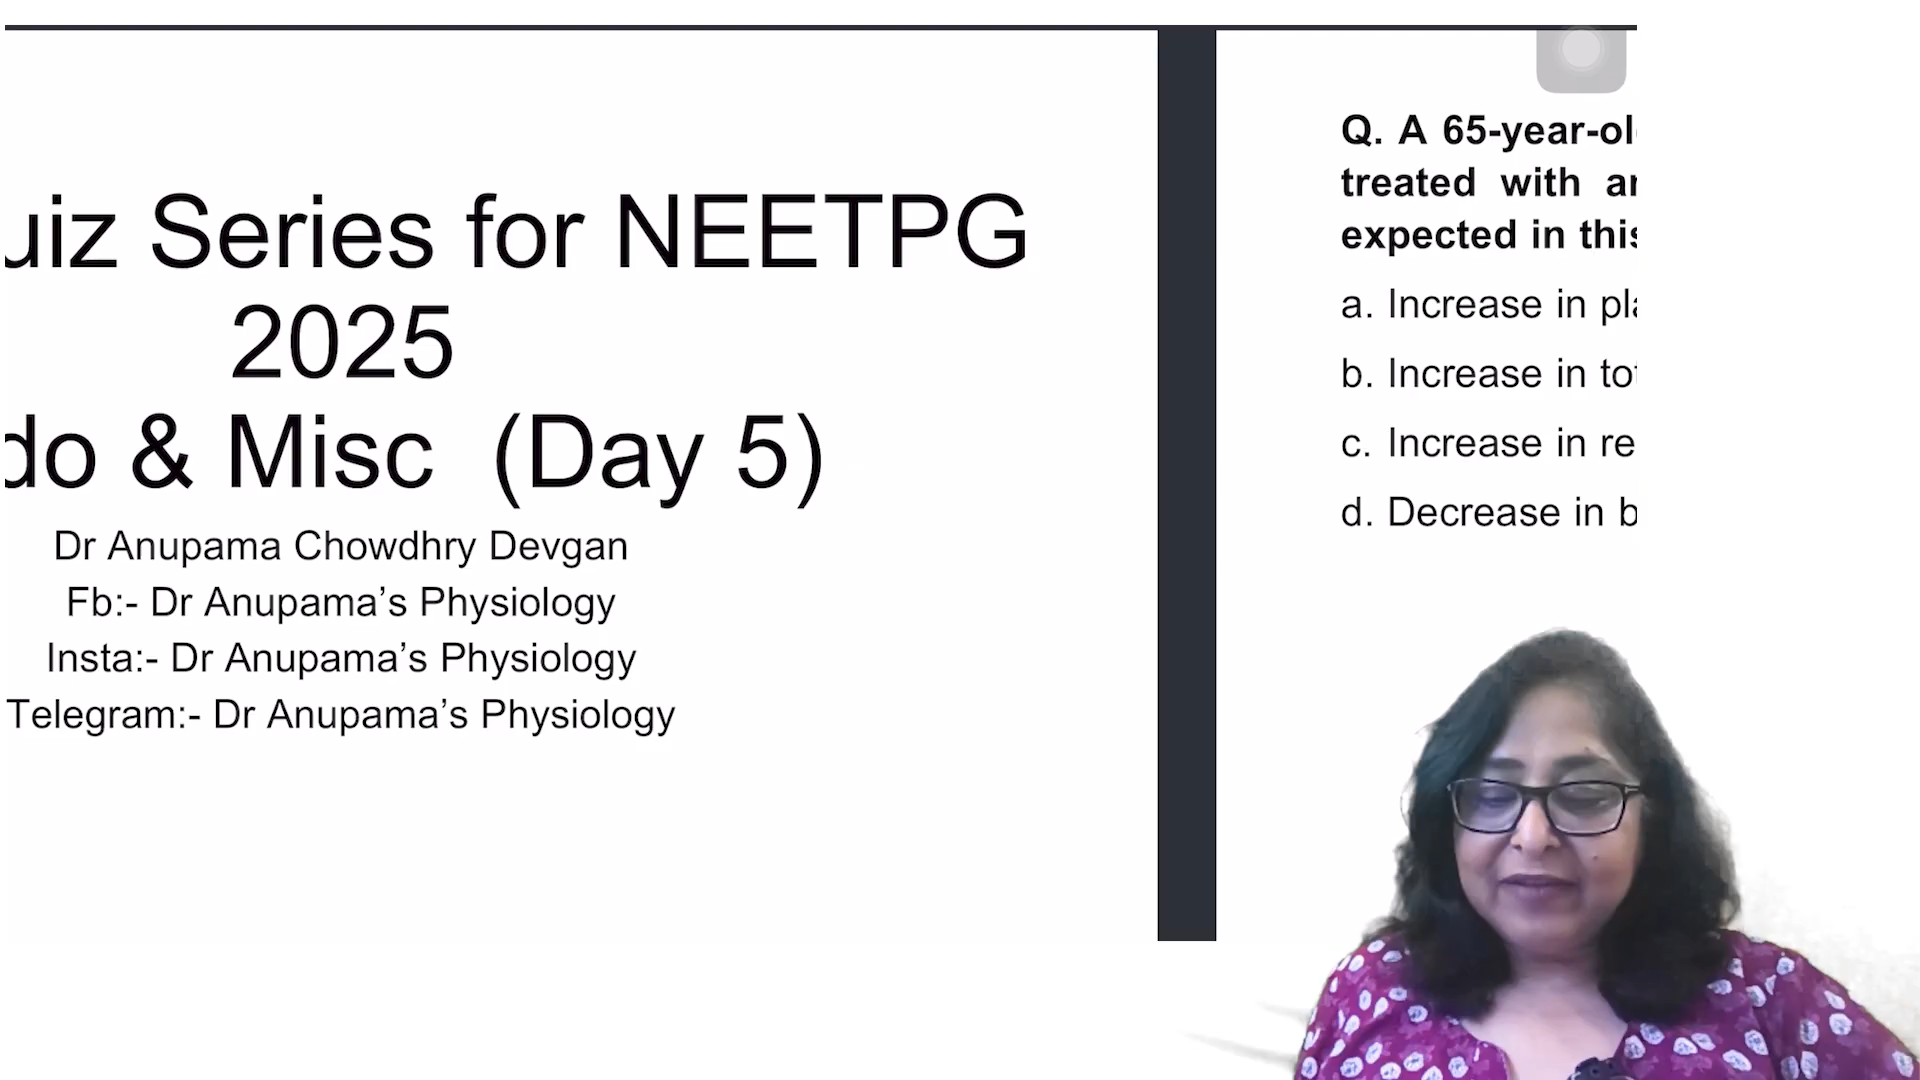 uiz Series for NEETPG
2025
do & Misc (Day 5)
Dr Anupama Chowdhry Devgan
Fb:- Dr Anupama’s Physiology
Insta:- Dr Anupama’s Physiology
Telegram:- Dr Anupama’s Physiology
Q. A 65-year-ol
treated with ar
expected in this
a. Increase in pla
b. Increase in tot
c. Increase in re
d. Decrease in b